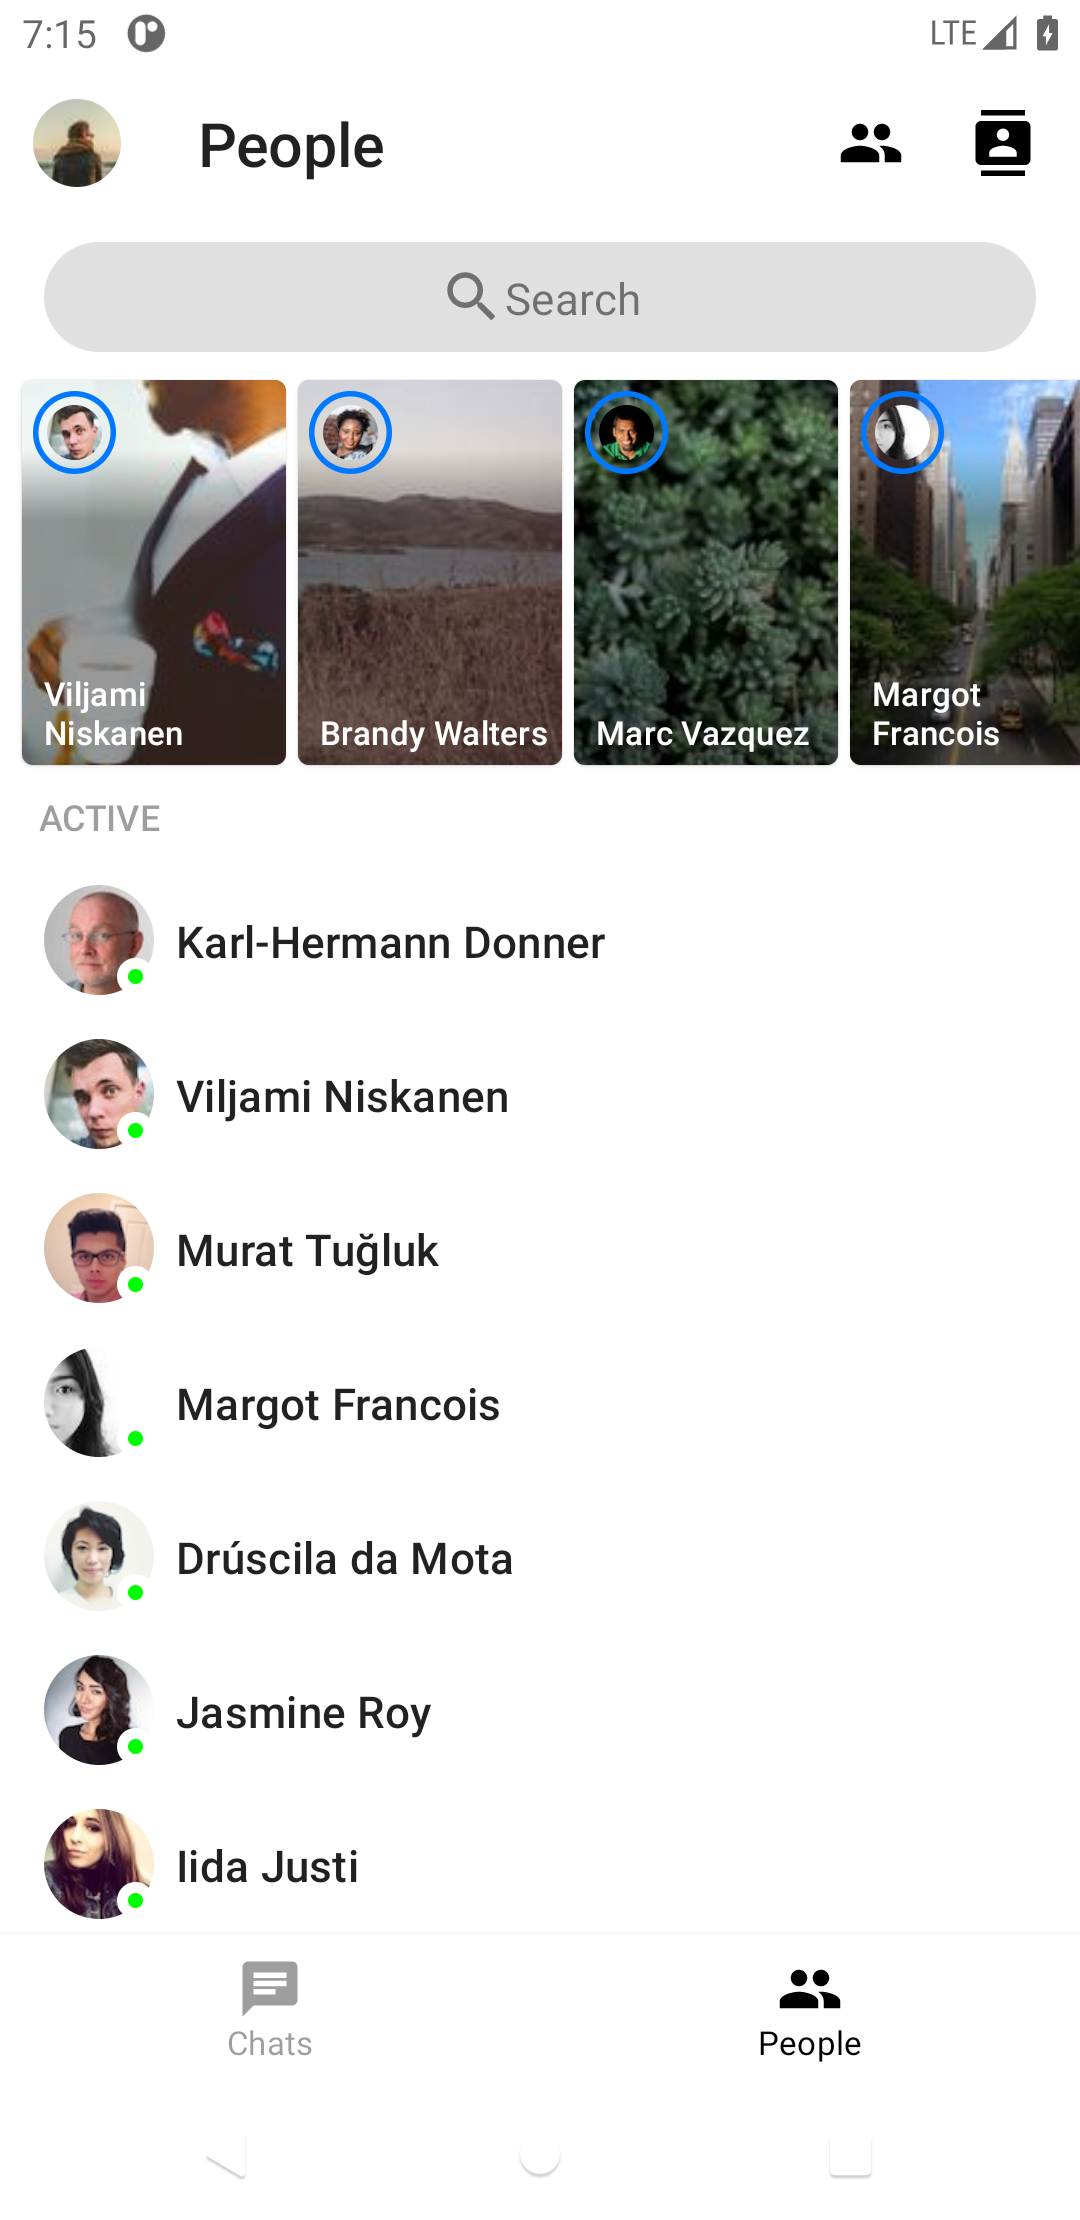 7:15
LTE
People
Search
Viljami
Niskanen
Brandy Walters
Marc Vazquez
Margot
Francois
ACTIVE
Karl-Hermann Donner
Viljami Niskanen
Murat Tuğluk
Margot Francois
Drúscila da Mota
Jasmine Roy
Iida Justi
Chats
People